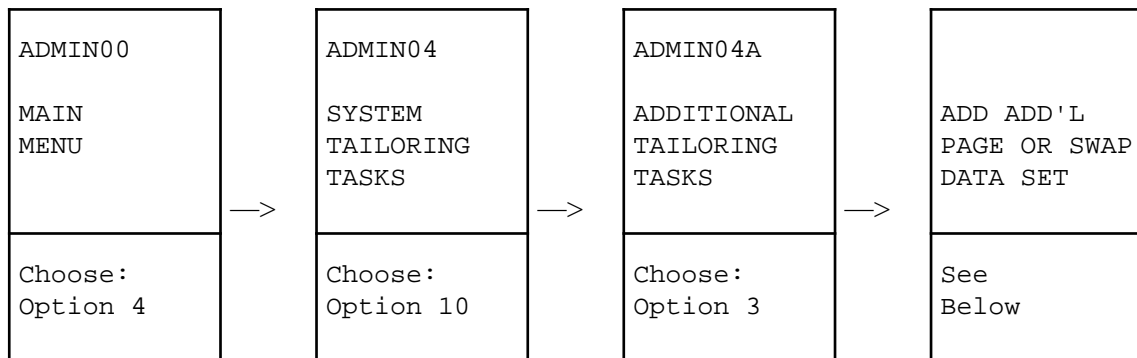 ADMIN00
MAIN
MENU
Choose:
Option 4
—>
ADMIN04
SYSTEM
TAILORING
TASKS
Choose:
Option 10
—>
ADMIN04A
ADDITIONAL
TAILORING
TASKS
Choose:
Option 3
—>
ADD ADD'L
PAGE OR SWAP
DATA SET
See
Below